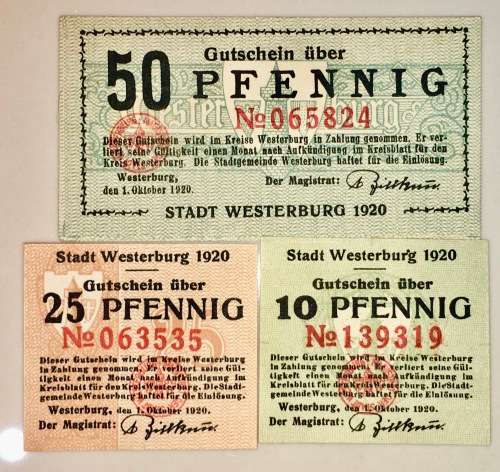 Gutschein über
50 PFENNIG
№ 065824
Dieser Gutschein wird im Kreise Westerburg in Zahlung genommen. Er ver-
liert seine Gültigkeit einen Monat nach Aufkündigung im Kreisblatt für den
Kreis Westerburg. Die Stadtgemeinde Westerburg haftet für die Einlösung.
Westerburg,
den 1. Oktober 1920.
Der Magistrat:
STADT WESTERBURG 1920
Stadt Westerburg 1920
Gutschein über
25 PFENNIG
№ 063535
Dieser Gutschein wird im Kreise Westerburg
in Zahlung genommen. Er verliert seine Gül-
tigkeit einen Monat nach Aufkündigung im
Kreisblatt für den Kreis Westerburg. Die Stadt-
gemeinde Westerburg haftet für die Einlösung.
Westerburg, den 1. Oktober 1920.
Der Magistrat:
Stadt Westerburg 1920
Gutschein über
10 PFENNIG
№ 139319
Dieser Gutschein wird im Kreise Westerburg
in Zahlung genommen. Er verliert seine Gül-
tigkeit einen Monat nach Aufkündigung im
Kreisblatt für den Kreis Westerburg. Die Stadt-
gemeinde Westerburg haftet für die Einlösung.
Westerburg, den 1. Oktober 1920.
Der Magistrat: